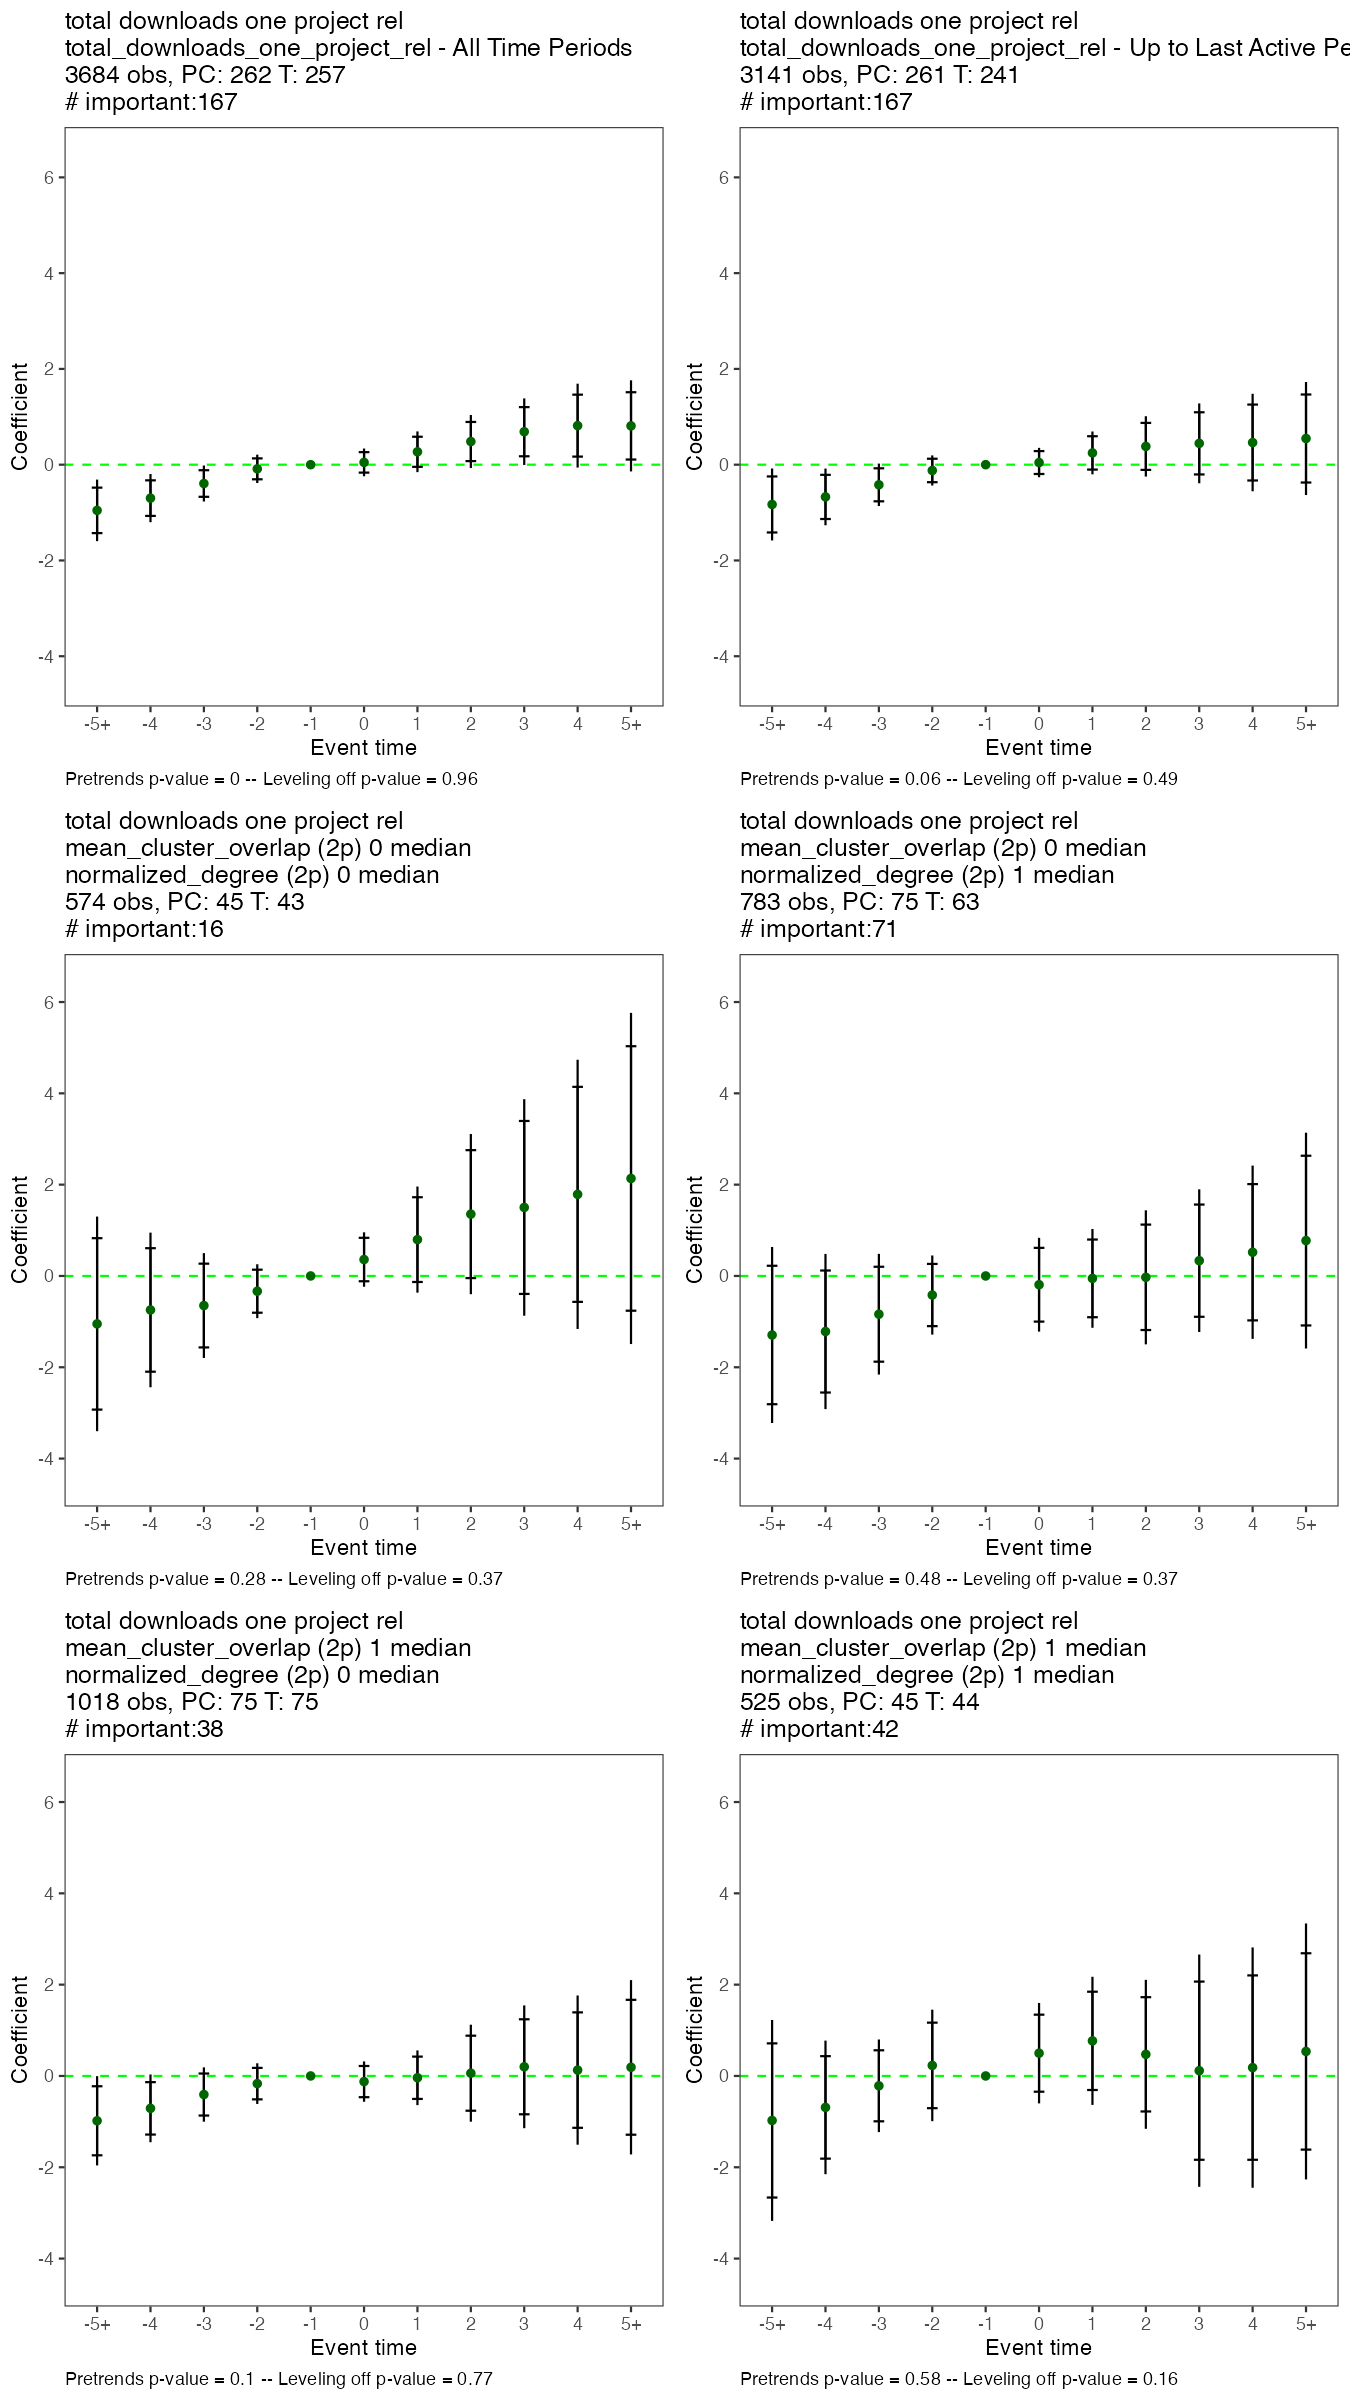 total downloads one project rel
total_downloads_one_project_rel - All Time Periods
3684 obs, PC: 262 T: 257
# important:167
Coefficient
6
4
2
0
-2
-4
-5+ -4 -3 -2 -1 0 1 2 3 4 5+
Event time
Pretrends p-value = 0 -- Leveling off p-value = 0.96
total downloads one project rel
total_downloads_one_project_rel - Up to Last Active Pe
3141 obs, PC: 261 T: 241
# important:167
Coefficient
6
4
2
0
-2
-4
-5+ -4 -3 -2 -1 0 1 2 3 4 5+
Event time
Pretrends p-value = 0.06 -- Leveling off p-value = 0.49
total downloads one project rel
mean_cluster_overlap (2p) 0 median
normalized_degree (2p) 0 median
574 obs, PC: 45 T: 43
# important:16
Coefficient
6
4
2
0
-2
-4
-5+ -4 -3 -2 -1 0 1 2 3 4 5+
Event time
Pretrends p-value = 0.28 -- Leveling off p-value = 0.37
total downloads one project rel
mean_cluster_overlap (2p) 0 median
normalized_degree (2p) 1 median
783 obs, PC: 75 T: 63
# important:71
Coefficient
6
4
2
0
-2
-4
-5+ -4 -3 -2 -1 0 1 2 3 4 5+
Event time
Pretrends p-value = 0.48 -- Leveling off p-value = 0.37
total downloads one project rel
mean_cluster_overlap (2p) 1 median
normalized_degree (2p) 0 median
1018 obs, PC: 75 T: 75
# important:38
Coefficient
6
4
2
0
-2
-4
-5+ -4 -3 -2 -1 0 1 2 3 4 5+
Event time
Pretrends p-value = 0.1 -- Leveling off p-value = 0.77
total downloads one project rel
mean_cluster_overlap (2p) 1 median
normalized_degree (2p) 1 median
525 obs, PC: 45 T: 44
# important:42
Coefficient
6
4
2
0
-2
-4
-5+ -4 -3 -2 -1 0 1 2 3 4 5+
Event time
Pretrends p-value = 0.58 -- Leveling off p-value = 0.16